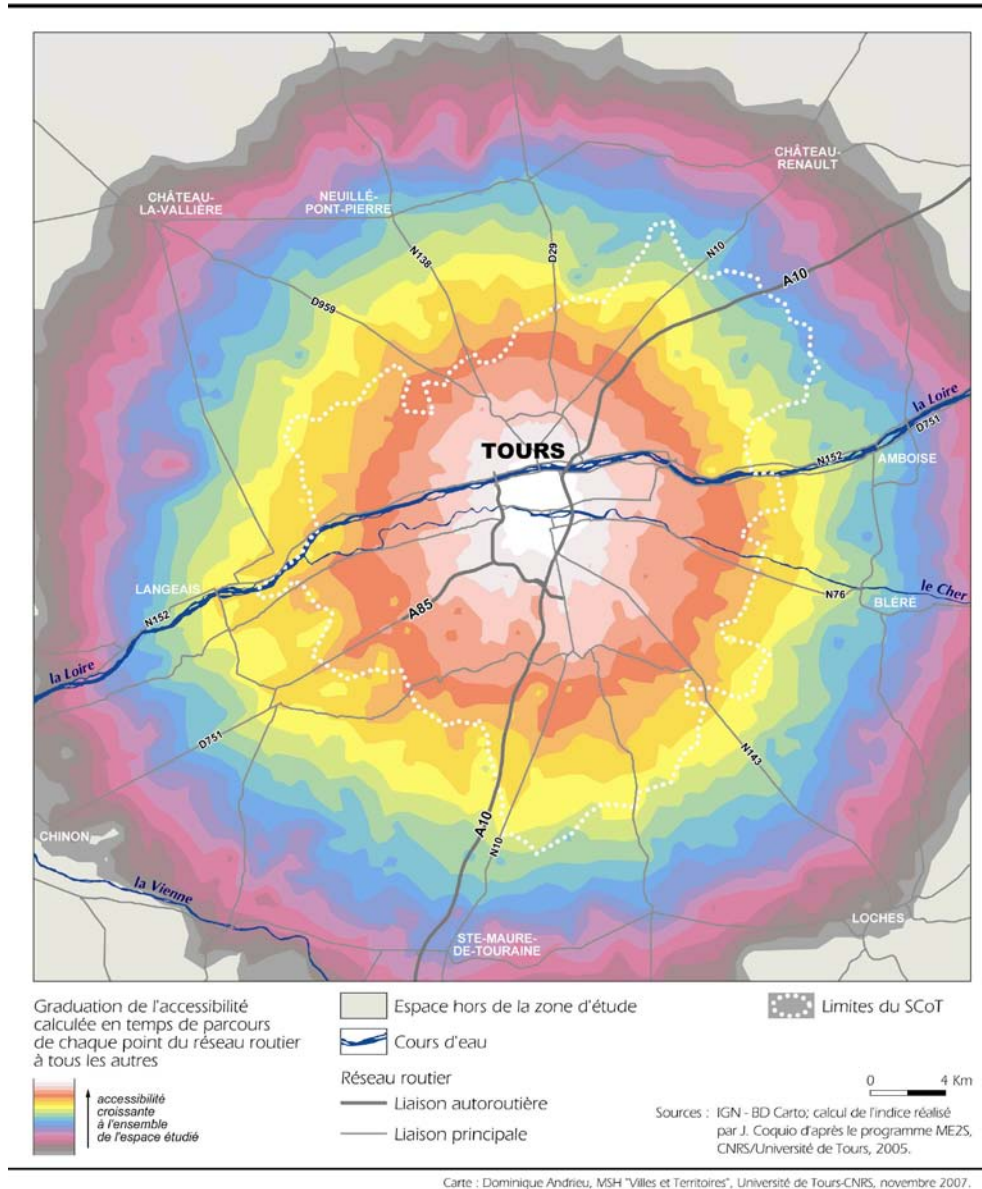 CHÂTEAU-
RENAULT
CHÂTEAU-
LA-VALLIÈRE
NEUILLÉ-
PONT-PIERRE
N138
D29
N10
A10
D959
la Loire
D751
TOURS
N152
AMBOISE
LANGEAIS
le Cher
N76
BLÉRÉ
N152
A85
la Loire
D751
N143
CHINON
A10
N10
la Vienne
LOCHES
STE-MAURE-
DE-TOURAINE
Graduation de l'accessibilité
calculée en temps de parcours
de chaque point du réseau routier
à tous les autres
accessibilité
croissante
à l'ensemble
de l'espace étudié
Espace hors de la zone d'étude
Cours d'eau
Réseau routier
Liaison autoroutière
Liaison principale
Limites du SCoT
0 4 Km
Sources : IGN - BD Carto; calcul de l'indice réalisé
par J. Coquio d'après le programme ME2S,
CNRS/Université de Tours, 2005.
Carte : Dominique Andrieu, MSH "Villes et Territoires", Université de Tours-CNRS, novembre 2007.